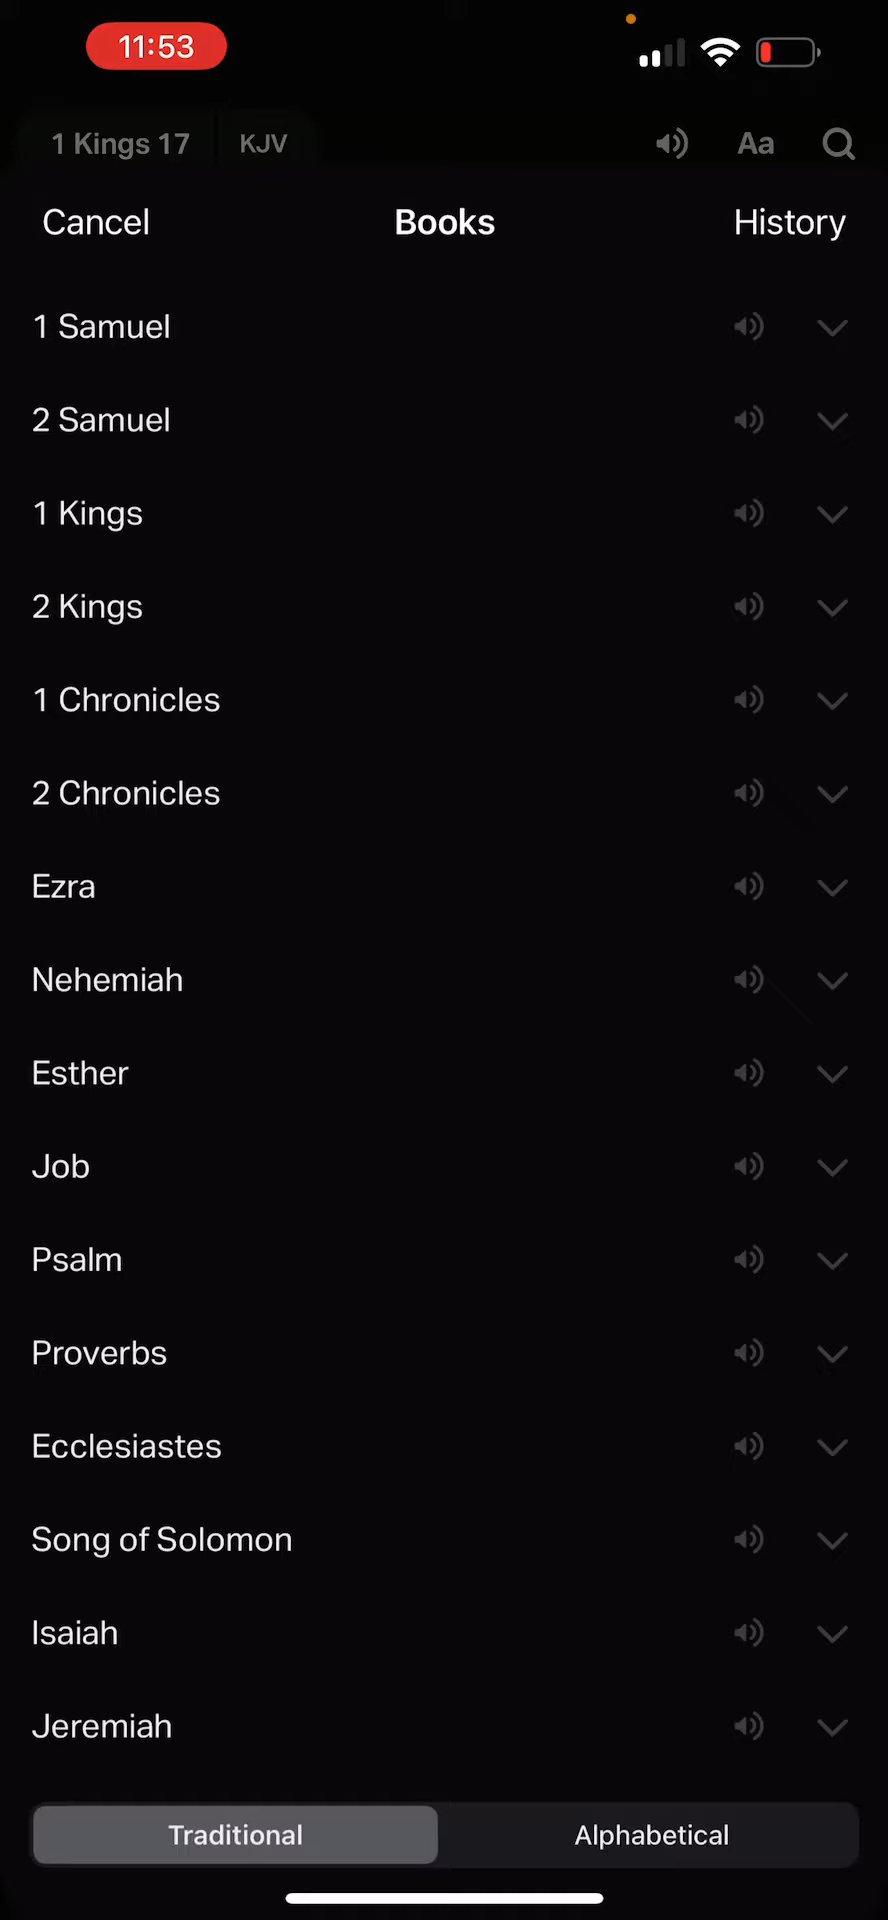 11:53
1 Kings 17 KJV Aa
Cancel Books History
1 Samuel
2 Samuel
1 Kings
2 Kings
1 Chronicles
2 Chronicles
Ezra
Nehemiah
Esther
Job
Psalm
Proverbs
Ecclesiastes
Song of Solomon
Isaiah
Jeremiah
Traditional Alphabetical